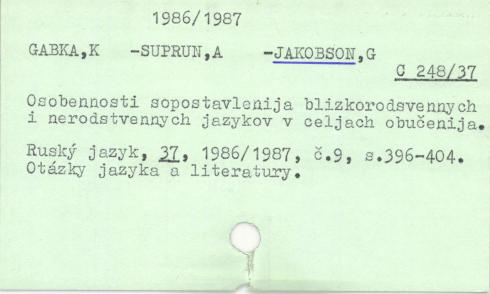 1986/1987
GABKA,K -SUPRUN,A -JAKOBSON,G
C 248/37
Osobennosti sopostavlenija blizkorodsvennych
i nerodstvennych jazykov v celjach obučenija.
Ruský jazyk, 37, 1986/1987, č.9, s.396-404.
Otázky jazyka a literatury.